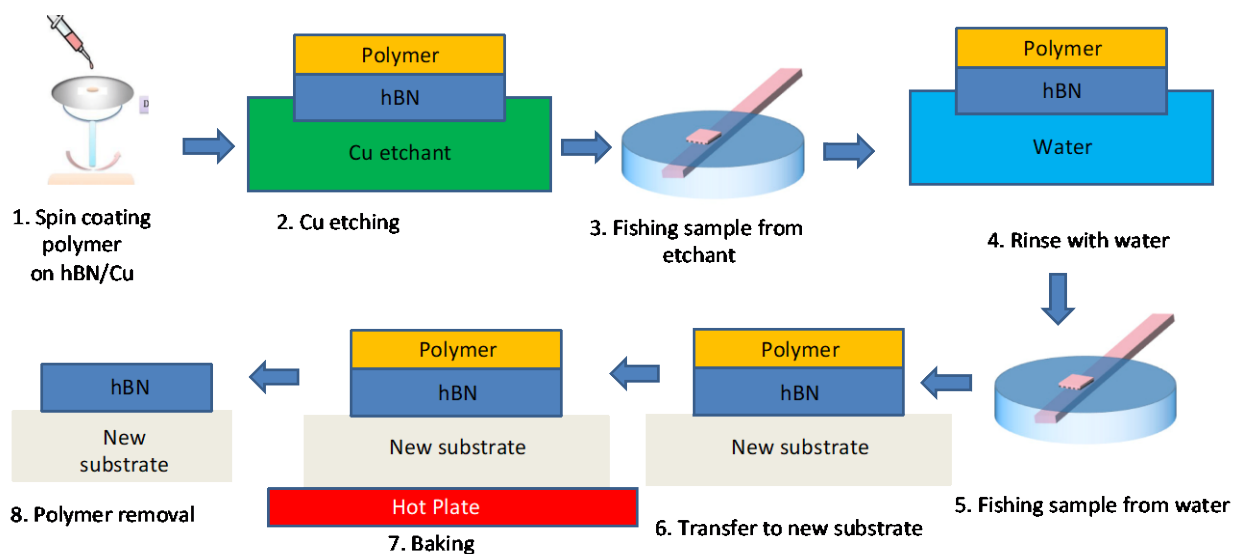 Polymer
hBN
Cu etchant
Polymer
hBN
Water
D
1. Spin coating
polymer
on hBN/Cu
2. Cu etching
3. Fishing sample from
etchant
4. Rinse with water
hBN
New
substrate
Polymer
hBN
New substrate
Hot Plate
Polymer
hBN
New substrate
8. Polymer removal
7. Baking
6. Transfer to new substrate
5. Fishing sample from water